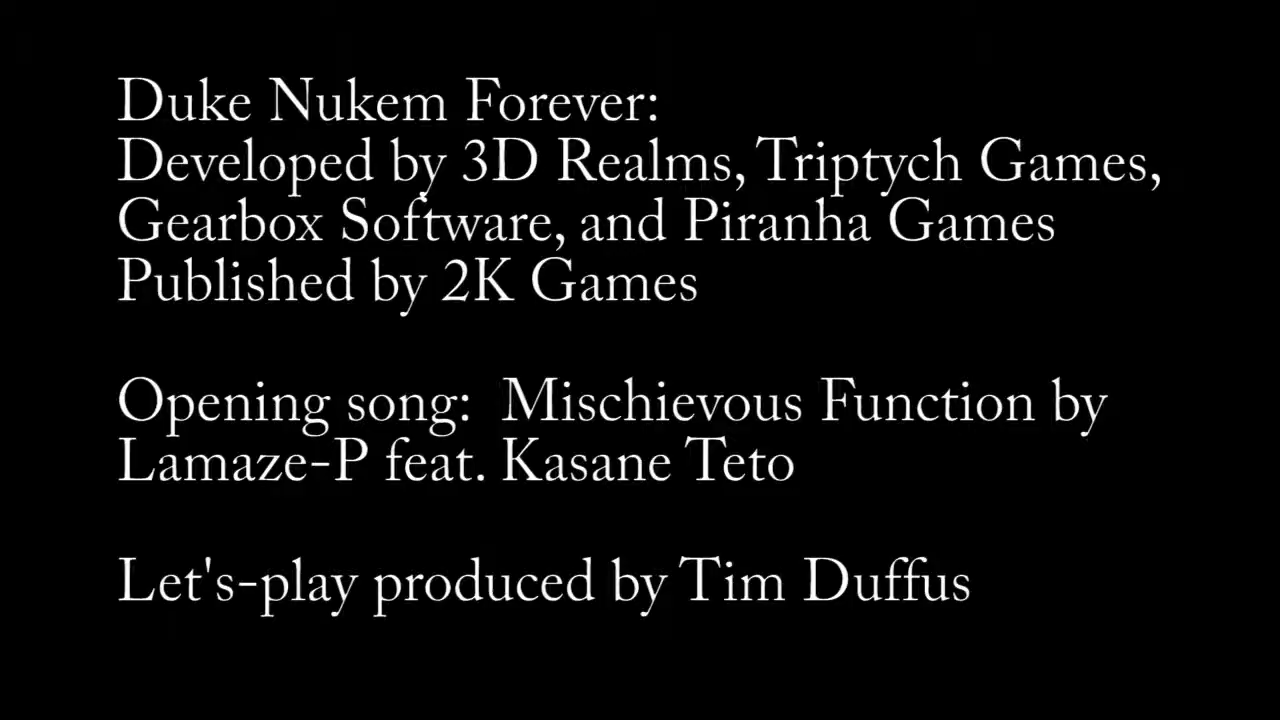 Duke Nukem Forever:
Developed by 3D Realms, Triptych Games,
Gearbox Software, and Piranha Games
Published by 2K Games
Opening song:  Mischievous Function by
Lamaze-P feat. Kasane Teto
Let's-play produced by Tim Duffus